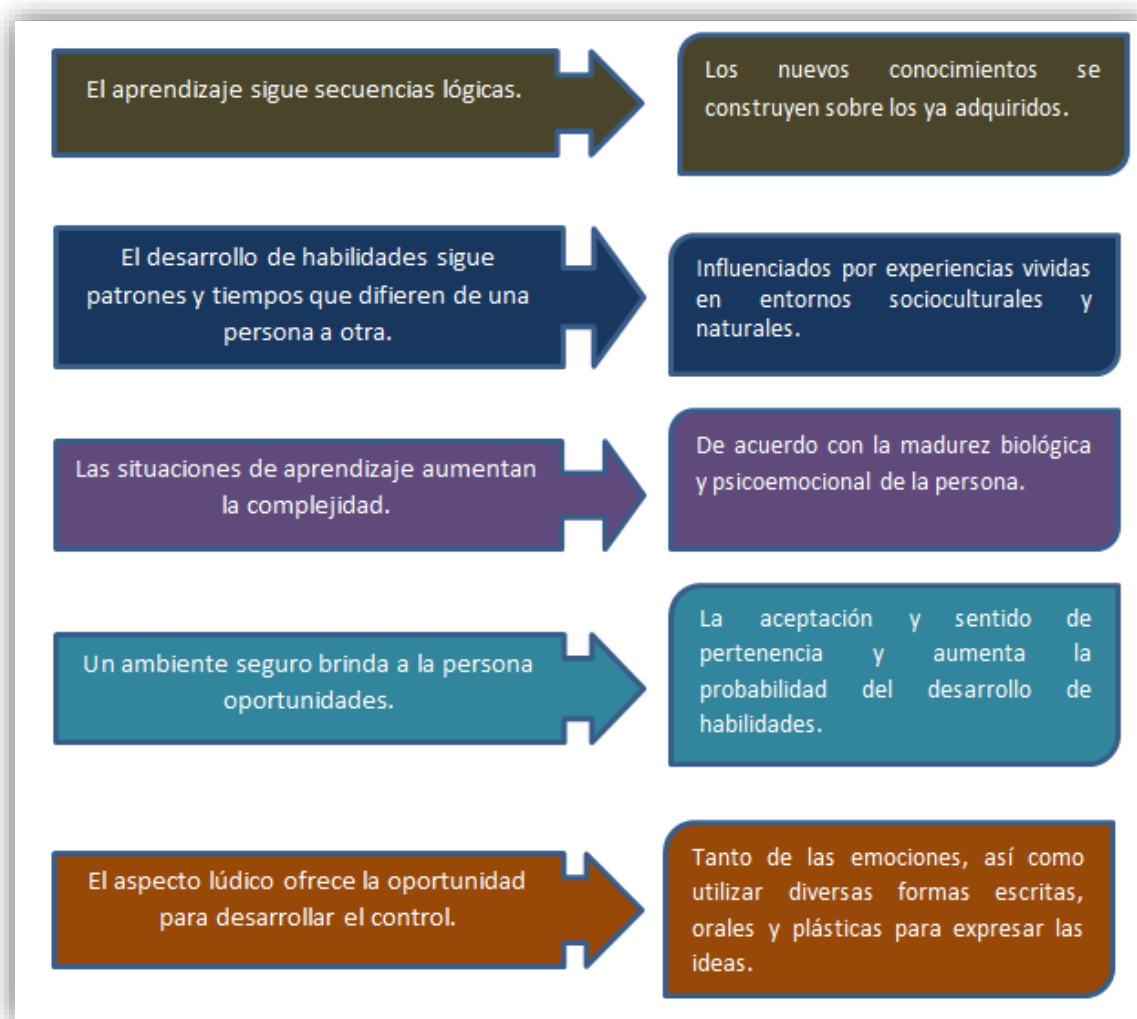 El aprendizaje sigue secuencias lógicas.
Los nuevos conocimientos se
construyen sobre los ya adquiridos.
El desarrollo de habilidades sigue
patrones y tiempos que difieren de una
persona a otra.
Influenciados por experiencias vividas
en entornos socioculturales y
naturales.
Las situaciones de aprendizaje aumentan
la complejidad.
De acuerdo con la madurez biológica
y psicoemocional de la persona.
Un ambiente seguro brinda a la persona
oportunidades.
La aceptación y sentido de
pertenencia y aumenta la
probabilidad del desarrollo de
habilidades.
El aspecto lúdico ofrece la oportunidad
para desarrollar el control.
Tanto de las emociones, así como
utilizar diversas formas escritas,
orales y plásticas para expresar las
ideas.